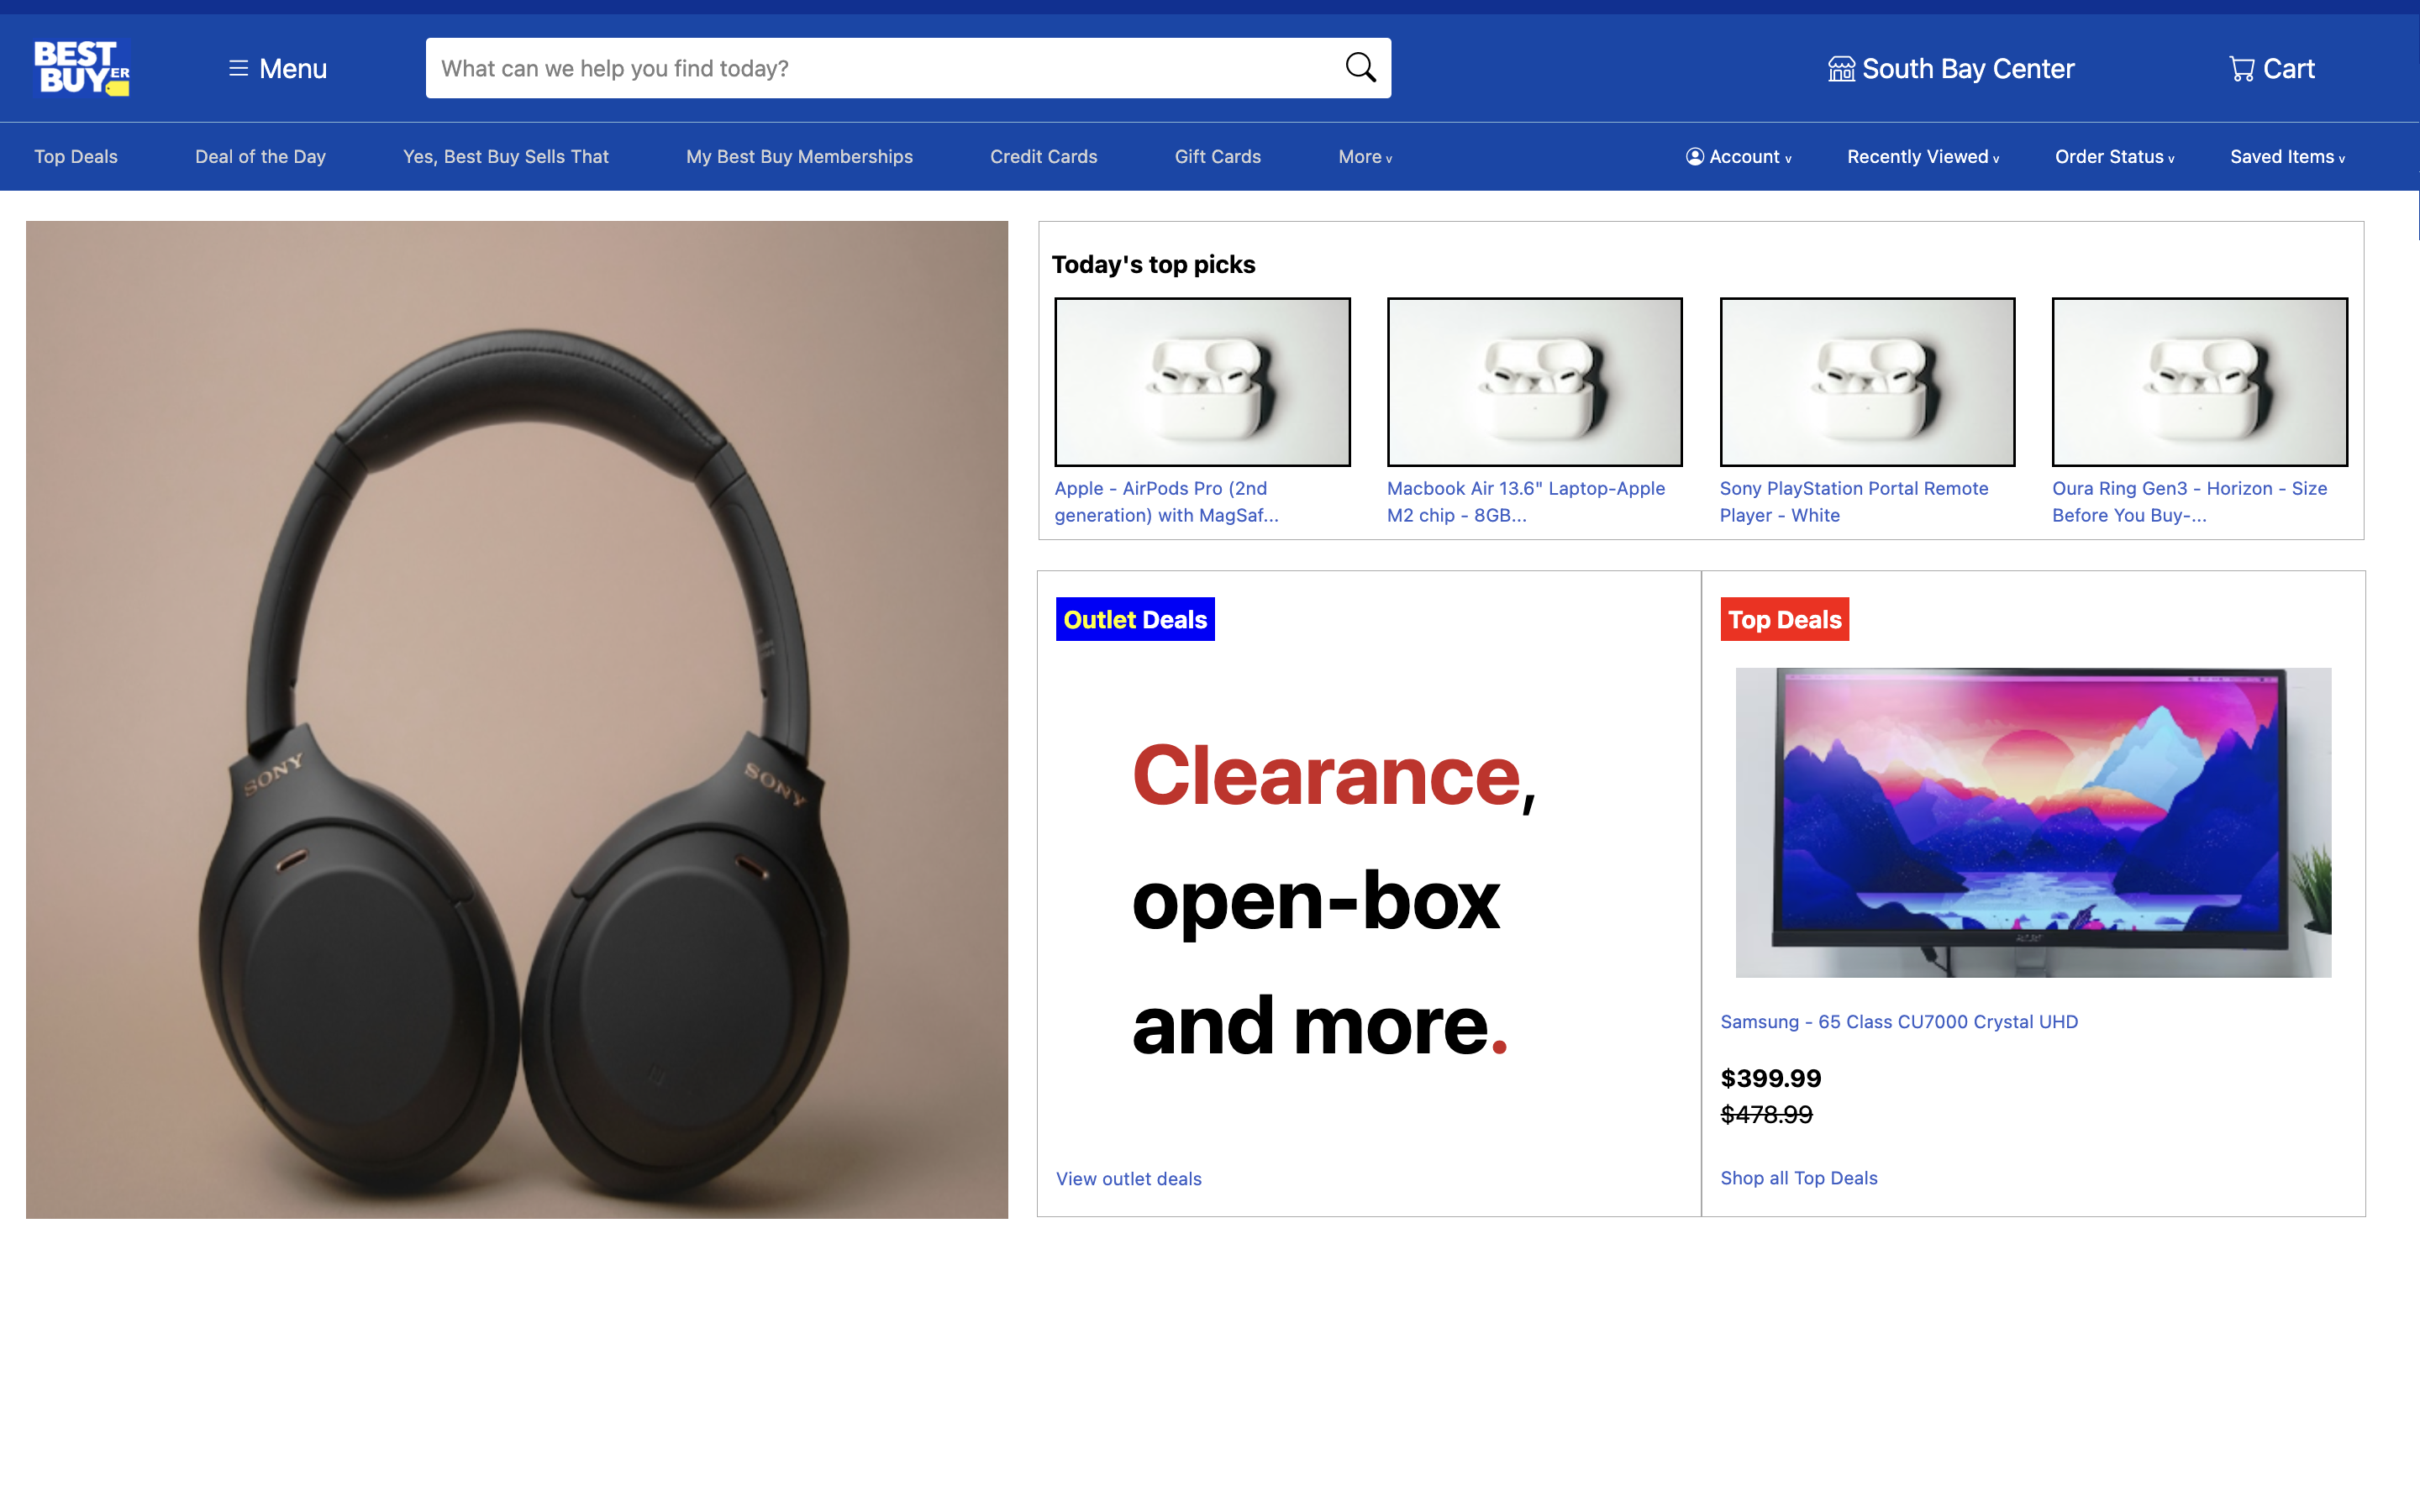 BEST
BUYER
Menu
What can we help you find today?
South Bay Center
Cart
Top Deals
Deal of the Day
Yes, Best Buy Sells That
My Best Buy Memberships
Credit Cards
Gift Cards
More v
Account v
Recently Viewed v
Order Status v
Saved Items v
SONY
SONY
Today's top picks
Apple - AirPods Pro (2nd
generation) with MagSaf...
Macbook Air 13.6" Laptop-Apple
M2 chip - 8GB...
Sony PlayStation Portal Remote
Player - White
Oura Ring Gen3 - Horizon - Size
Before You Buy-...
Outlet Deals
Clearance,
open-box
and more.
View outlet deals
Top Deals
Samsung - 65 Class CU7000 Crystal UHD
$399.99
$478.99
Shop all Top Deals